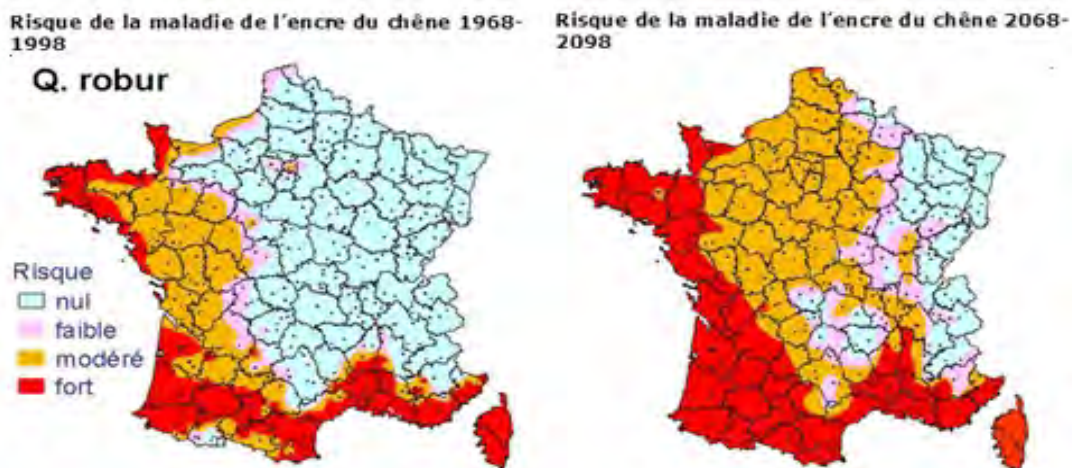 Risque de la maladie de l'encre du chêne 1968-
1998
Risque de la maladie de l'encre du chêne 2068-
2098
Q. robur
Risque
nul
faible
modéré
fort